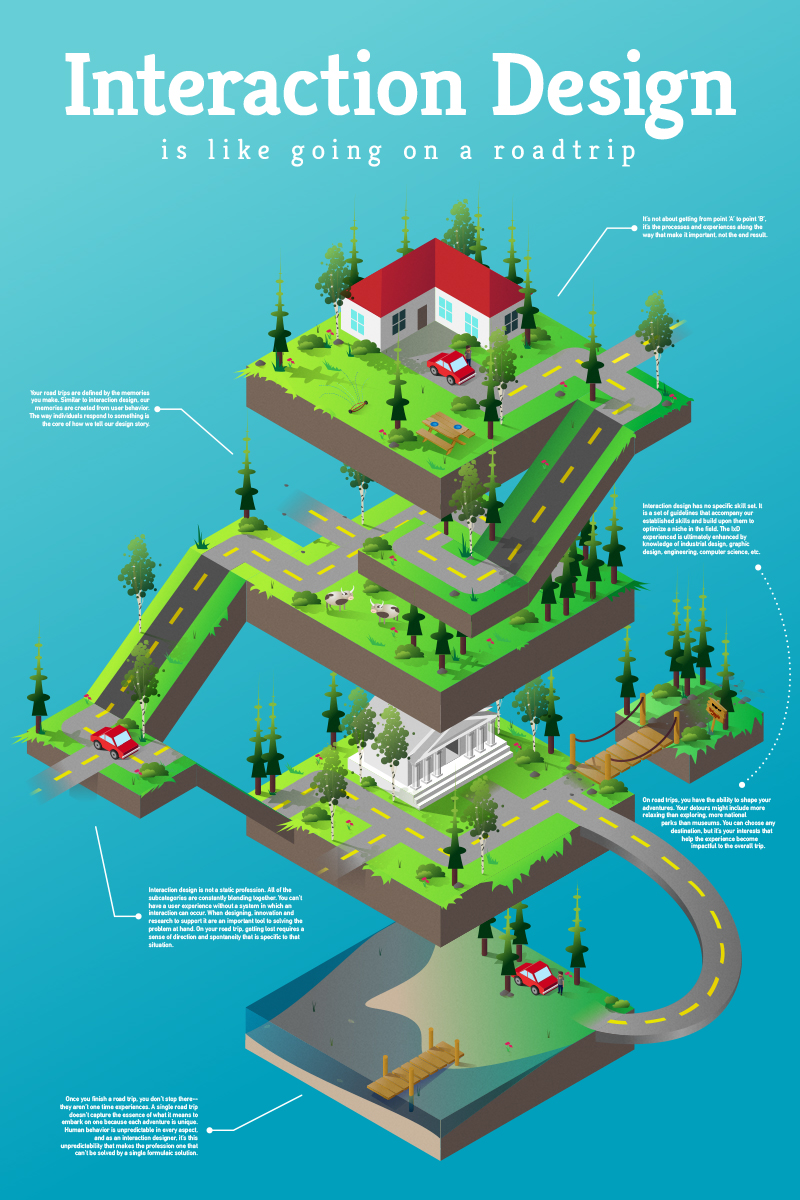 Interaction Design
is like going on a roadtrip
It's not about getting from point 'A' to point 'B',
it's the processes and experiences along the
way that make it important, not the end result.
Your road trips are defined by the memories
you make. Similar to interaction design, our
memories are created from user behavior.
The way individuals respond to something is
the core of how we tell our design story.
Interaction design has no specific skill set. It
is a set of guidelines that accompany our
established skills and build upon them to
optimize a niche in the field. The IxD
experienced is ultimately enhanced by
knowledge of industrial design, graphic
design, engineering, computer science, etc.
On road trips, you have the ability to shape your
adventures. Your detours might include more
relaxing than exploring, more national
parks than museums. You can choose any
destination, but it's your interests that
help the experience become
impactful to the overall trip.
Interaction design is not a static profession. All of the
subcategories are constantly blending together. You can't
have a user experience without a system in which an
interaction can occur. When designing, innovation and
research to support it are an important tool to solving the
problem at hand. On your road trip, getting lost requires a
sense of direction and spontaneity that is specific to that
situation.
Once you finish a road trip, you don't stop there—
they aren't one time experiences. A single road trip
doesn't capture the essence of what it means to
embark on one because each adventure is unique.
Human behavior is unpredictable in every aspect,
and as an interaction designer, it's this
unpredictability that makes the profession one that
can't be solved by a single formulaic solution.